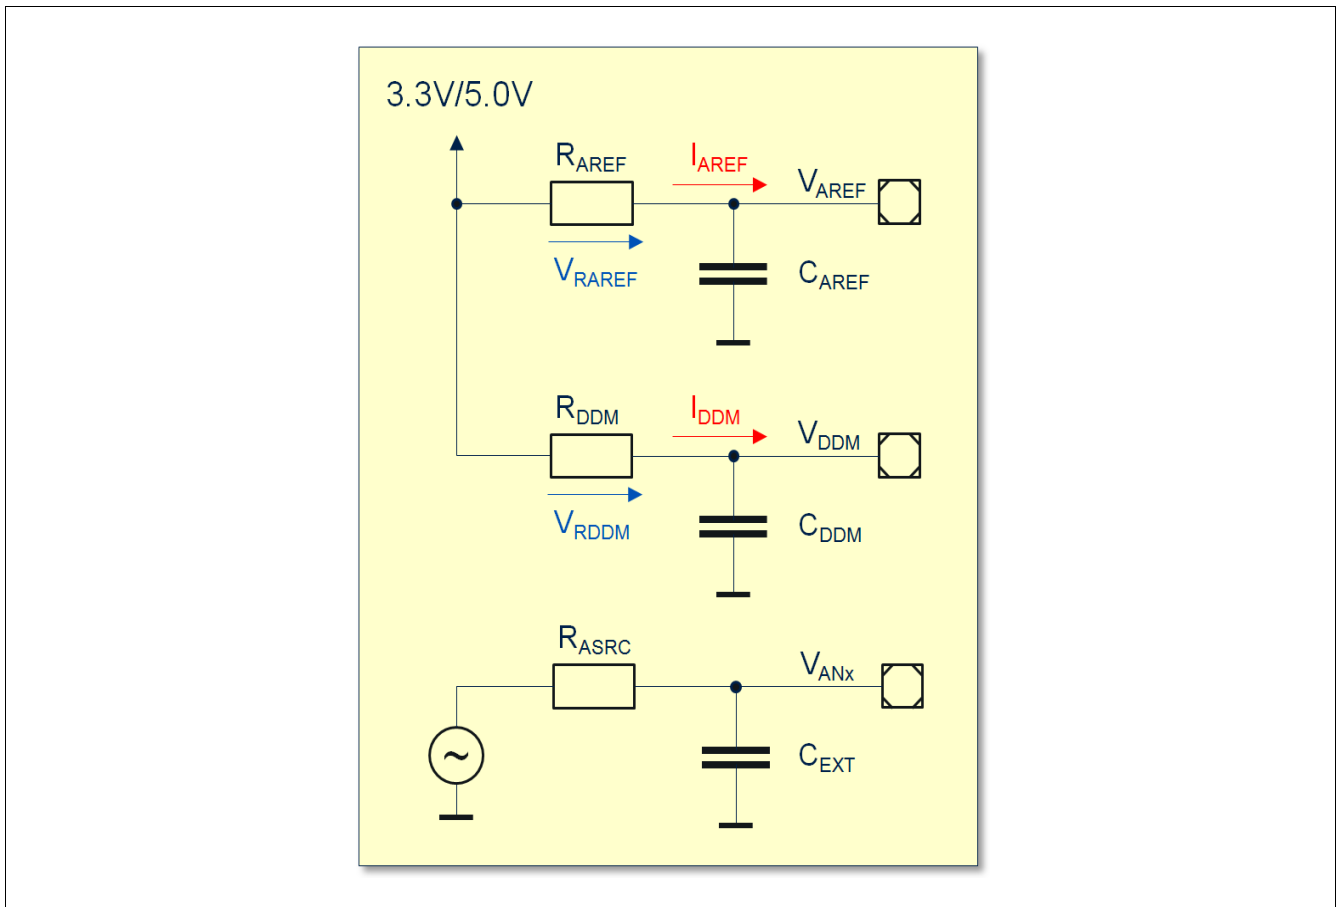 3.3V/5.0V
RAREF
IAREF
VAREF
VRAREF
CAREF
RDDM
IDDM
VDDM
VRDDM
CDDM
RASRC
VANx
~
CEXT